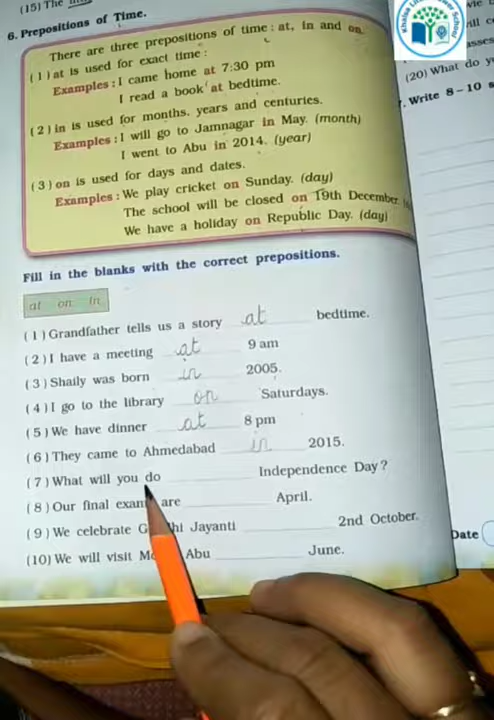 (15) The
6. Prepositions of Time.
There are three prepositions of time : at, in and on.
( 1 ) at is used for exact time :
Examples : I came home at 7:30 pm
I read a book at bedtime.
( 2 ) in is used for months, years and centuries.
Examples : I will go to Jamnagar in May. (month)
I went to Abu in 2014. (year)
( 3 ) on is used for days and dates.
Examples : We play cricket on Sunday. (day)
The school will be closed on 19th December.
We have a holiday on Republic Day. (day)
Fill in the blanks with the correct prepositions.
at on in
( 1 ) Grandfather tells us a story at bedtime.
( 2 ) I have a meeting at 9 am
( 3 ) Shaily was born in 2005.
( 4 ) I go to the library on Saturdays.
( 5 ) We have dinner at 8 pm
( 6 ) They came to Ahmedabad in 2015.
( 7 ) What will you do ________ Independence Day ?
( 8 ) Our final exam are ________ April.
( 9 ) We celebrate Jayanti ________ 2nd October.
(10) We will visit Abu ________ June.
(20) What do y
Write 8-10 s
Date